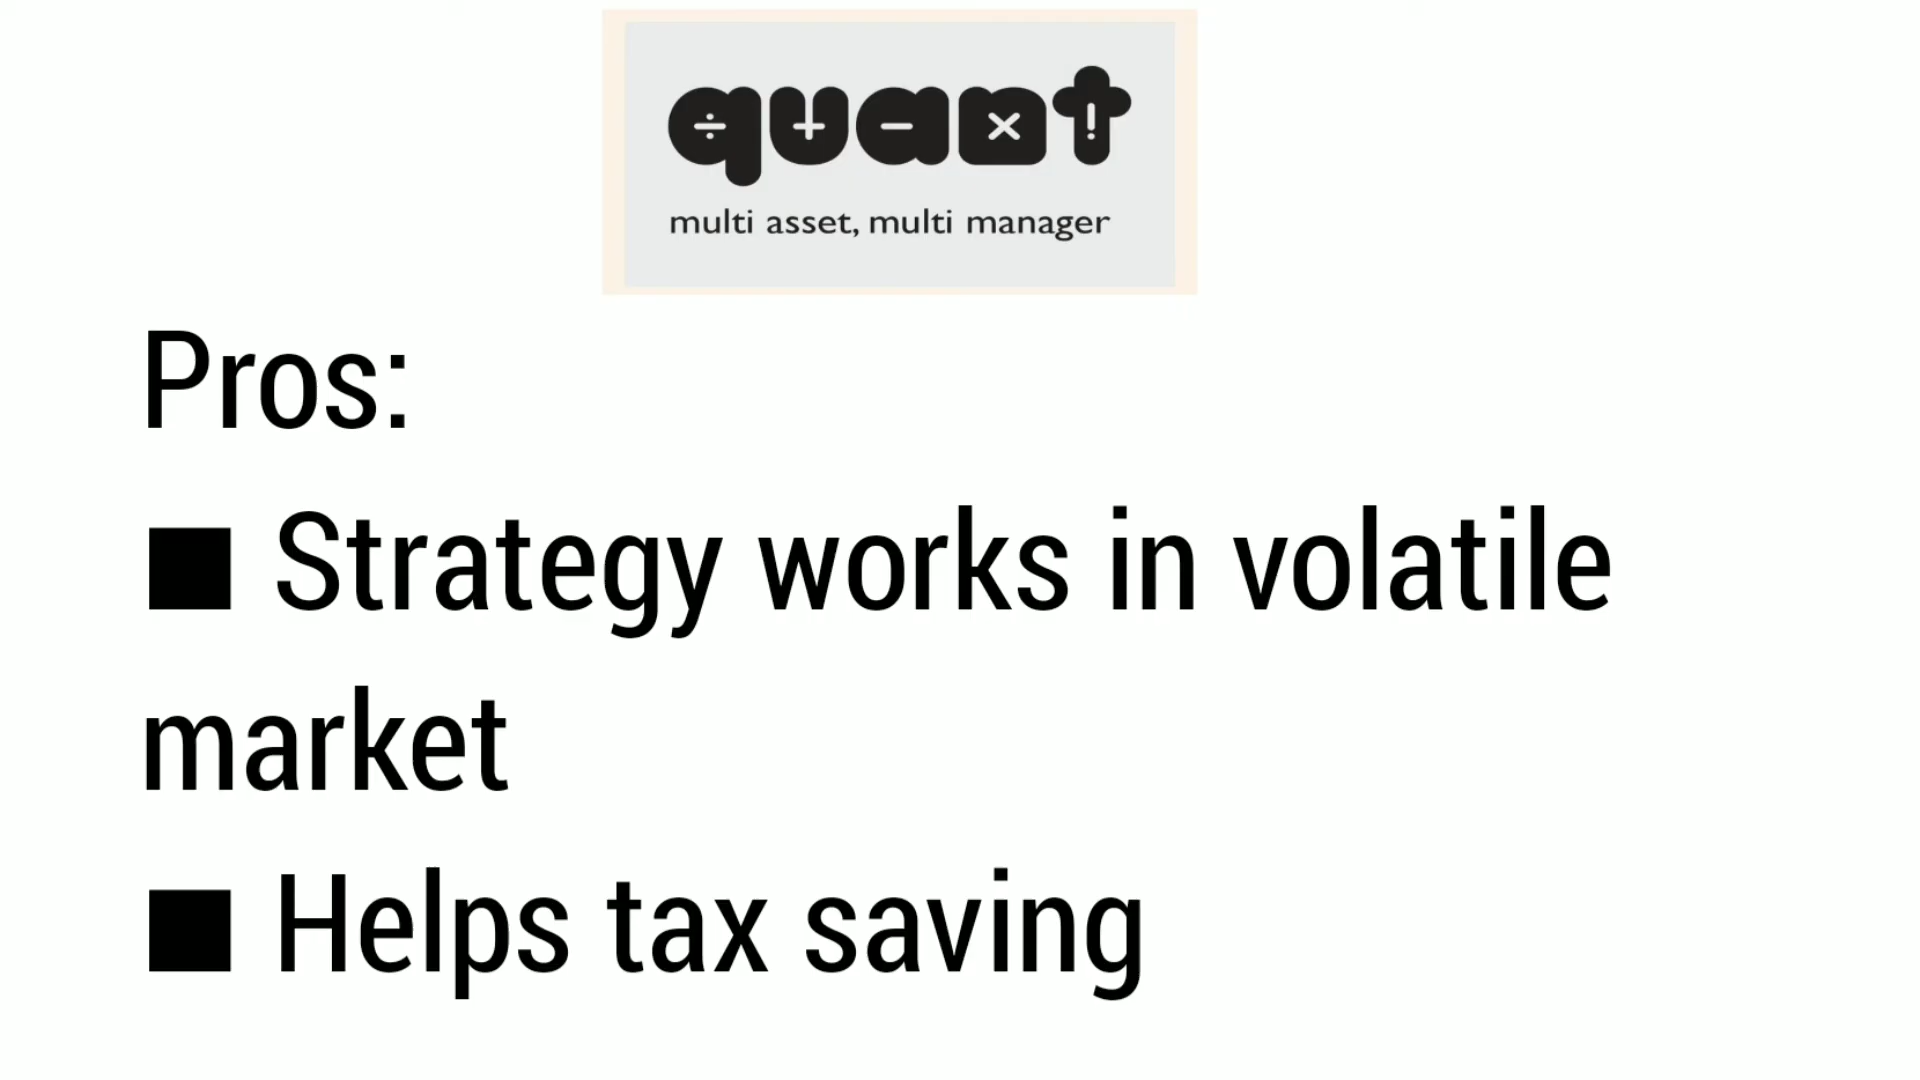 quant
multi asset, multi manager
Pros:
■ Strategy works in volatile
market
■ Helps tax saving